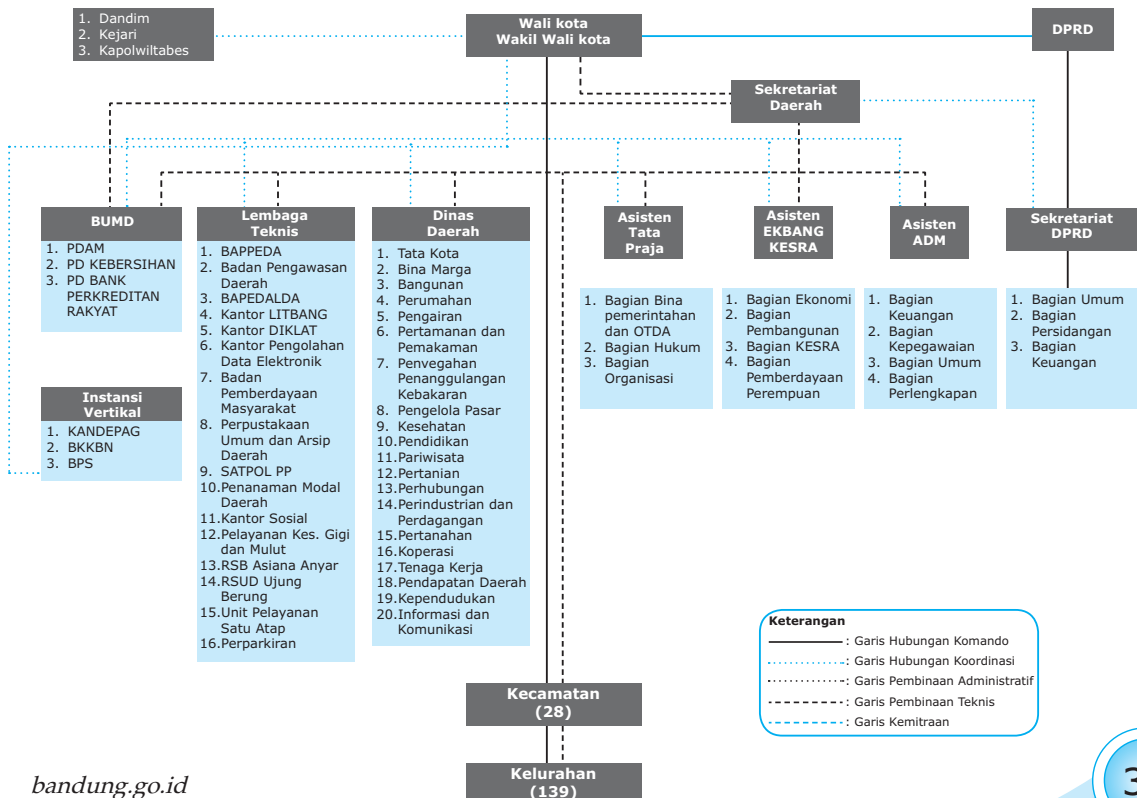 1. Dandim
2. Kejari
3. Kapolwiltabes
Wali kota
Wakil Wali kota
DPRD
Sekretariat
Daerah
BUMD
1. PDAM
2. PD KEBERSIHAN
3. PD BANK
PERKREDITAN
RAKYAT
Instansi
Vertikal
1. KANDEPAG
2. BKKBN
3. BPS
Lembaga
Teknis
1. BAPPEDA
2. Badan Pengawasan
Daerah
3. BAPEDALDA
4. Kantor LITBANG
5. Kantor DIKLAT
6. Kantor Pengolahan
Data Elektronik
7. Badan
Pemberdayaan
Masyarakat
8. Perpustakaan
Umum dan Arsip
Daerah
9. SATPOL PP
10.Penanaman Modal
Daerah
11.Kantor Sosial
12.Pelayanan Kes. Gigi
dan Mulut
13.RSB Asiana Anyar
14.RSUD Ujung
Berung
15.Unit Pelayanan
Satu Atap
16.Perparkiran
Dinas
Daerah
1. Tata Kota
2. Bina Marga
3. Bangunan
4. Perumahan
5. Pengairan
6. Pertamanan dan
Pemakaman
7. Penvegahan
Penanggulangan
Kebakaran
8. Pengelola Pasar
9. Kesehatan
10.Pendidikan
11.Pariwisata
12.Pertanian
13.Perhubungan
14.Perindustrian dan
Perdagangan
15.Pertanahan
16.Koperasi
17.Tenaga Kerja
18.Pendapatan Daerah
19.Kependudukan
20.Informasi dan
Komunikasi
Asisten
Tata
Praja
1. Bagian Bina
pemerintahan
dan OTDA
2. Bagian Hukum
3. Bagian
Organisasi
Asisten
EKBANG
KESRA
1. Bagian Ekonomi
2. Bagian
Pembangunan
3. Bagian KESRA
4. Bagian
Pemberdayaan
Perempuan
Asisten
ADM
1. Bagian
Keuangan
2. Bagian
Kepegawaian
3. Bagian Umum
4. Bagian
Perlengkapan
Sekretariat
DPRD
1. Bagian Umum
2. Bagian
Persidangan
3. Bagian
Keuangan
Keterangan
: Garis Hubungan Komando
: Garis Hubungan Koordinasi
: Garis Pembinaan Administratif
: Garis Pembinaan Teknis
: Garis Kemitraan
Kecamatan
(28)
Kelurahan
(139)
bandung.go.id